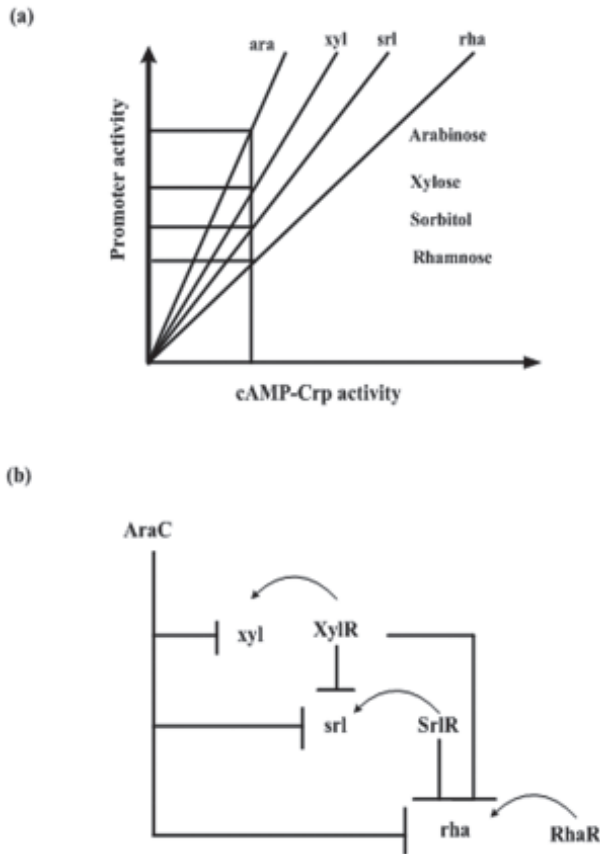 (a)
ara xyl srl rha
Promoter activity
Arabinose
Xylose
Sorbitol
Rhamnose
cAMP-Crp activity
(b)
AraC
xyl XylR
srl SrlR
rha RhaR